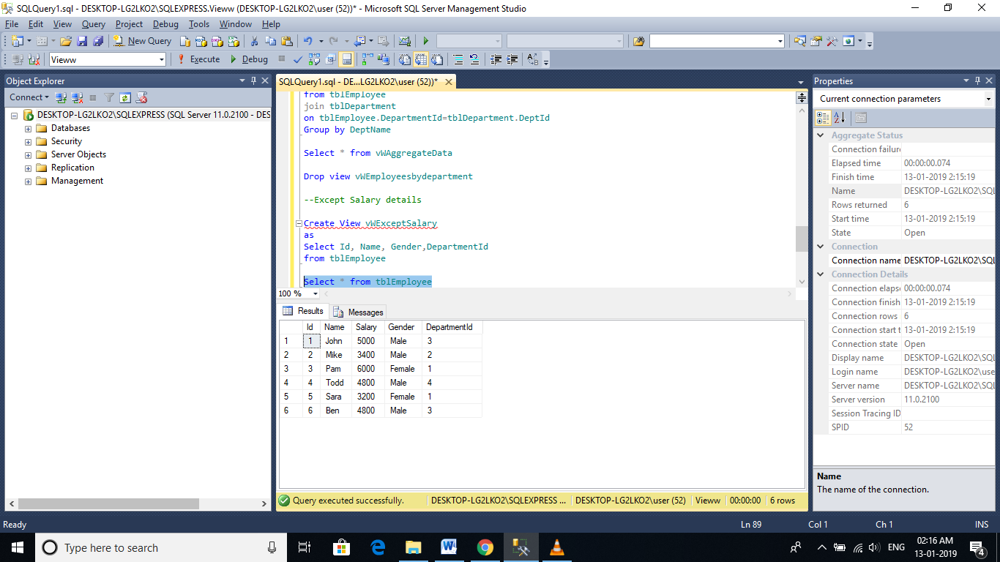 SQLQuery1.sql - DESKTOP-LG2LKO2\SQLEXPRESS.Vieww (DESKTOP-LG2LKO2\user (52))* - Microsoft SQL Server Management Studio
File Edit View Query Project Debug Tools Window Help
New Query
Vieww Execute Debug
Object Explorer
Connect
DESKTOP-LG2LKO2\SQLEXPRESS (SQL Server 11.0.2100 - DES
Databases
Security
Server Objects
Replication
Management
SQLQuery1.sql - DE...LG2LKO2\user (52))*
from tblEmployee
join tblDepartment
on tblEmployee.DepartmentId=tblDepartment.DeptId
Group by DeptName
Select * from vWAggregateData
Drop view vWEmployeesbydepartment
--Except Salary details
Create View vWExceptSalary
as
Select Id, Name, Gender,DepartmentId
from tblEmployee
Select * from tblEmployee
100 %
Results Messages
Id Name Salary Gender DepartmentId
1 1 John 5000 Male 3
2 2 Mike 3400 Male 2
3 3 Pam 6000 Female 1
4 4 Todd 4800 Male 4
5 5 Sara 3200 Female 1
6 6 Ben 4800 Male 3
Query executed successfully. DESKTOP-LG2LKO2\SQLEXPRESS ... DESKTOP-LG2LKO2\user (52) Vieww 00:00:00 6 rows
Properties
Current connection parameters
Aggregate Status
Connection failure
Elapsed time 00:00:00.074
Finish time 13-01-2019 2:15:19
Name DESKTOP-LG2LKO2\SQL
Rows returned 6
Start time 13-01-2019 2:15:19
State Open
Connection
Connection name DESKTOP-LG2LKO2\SQL
Connection Details
Connection elaps 00:00:00.074
Connection finish 13-01-2019 2:15:19
Connection rows 6
Connection start t 13-01-2019 2:15:19
Connection state Open
Display name DESKTOP-LG2LKO2\SQL
Login name DESKTOP-LG2LKO2\use
Server name DESKTOP-LG2LKO2\SQL
Server version 11.0.2100
Session Tracing ID
SPID 52
Name
The name of the connection.
Ready Ln 89 Col 1 Ch 1 INS
Type here to search
ENG
02:16 AM
13-01-2019
4